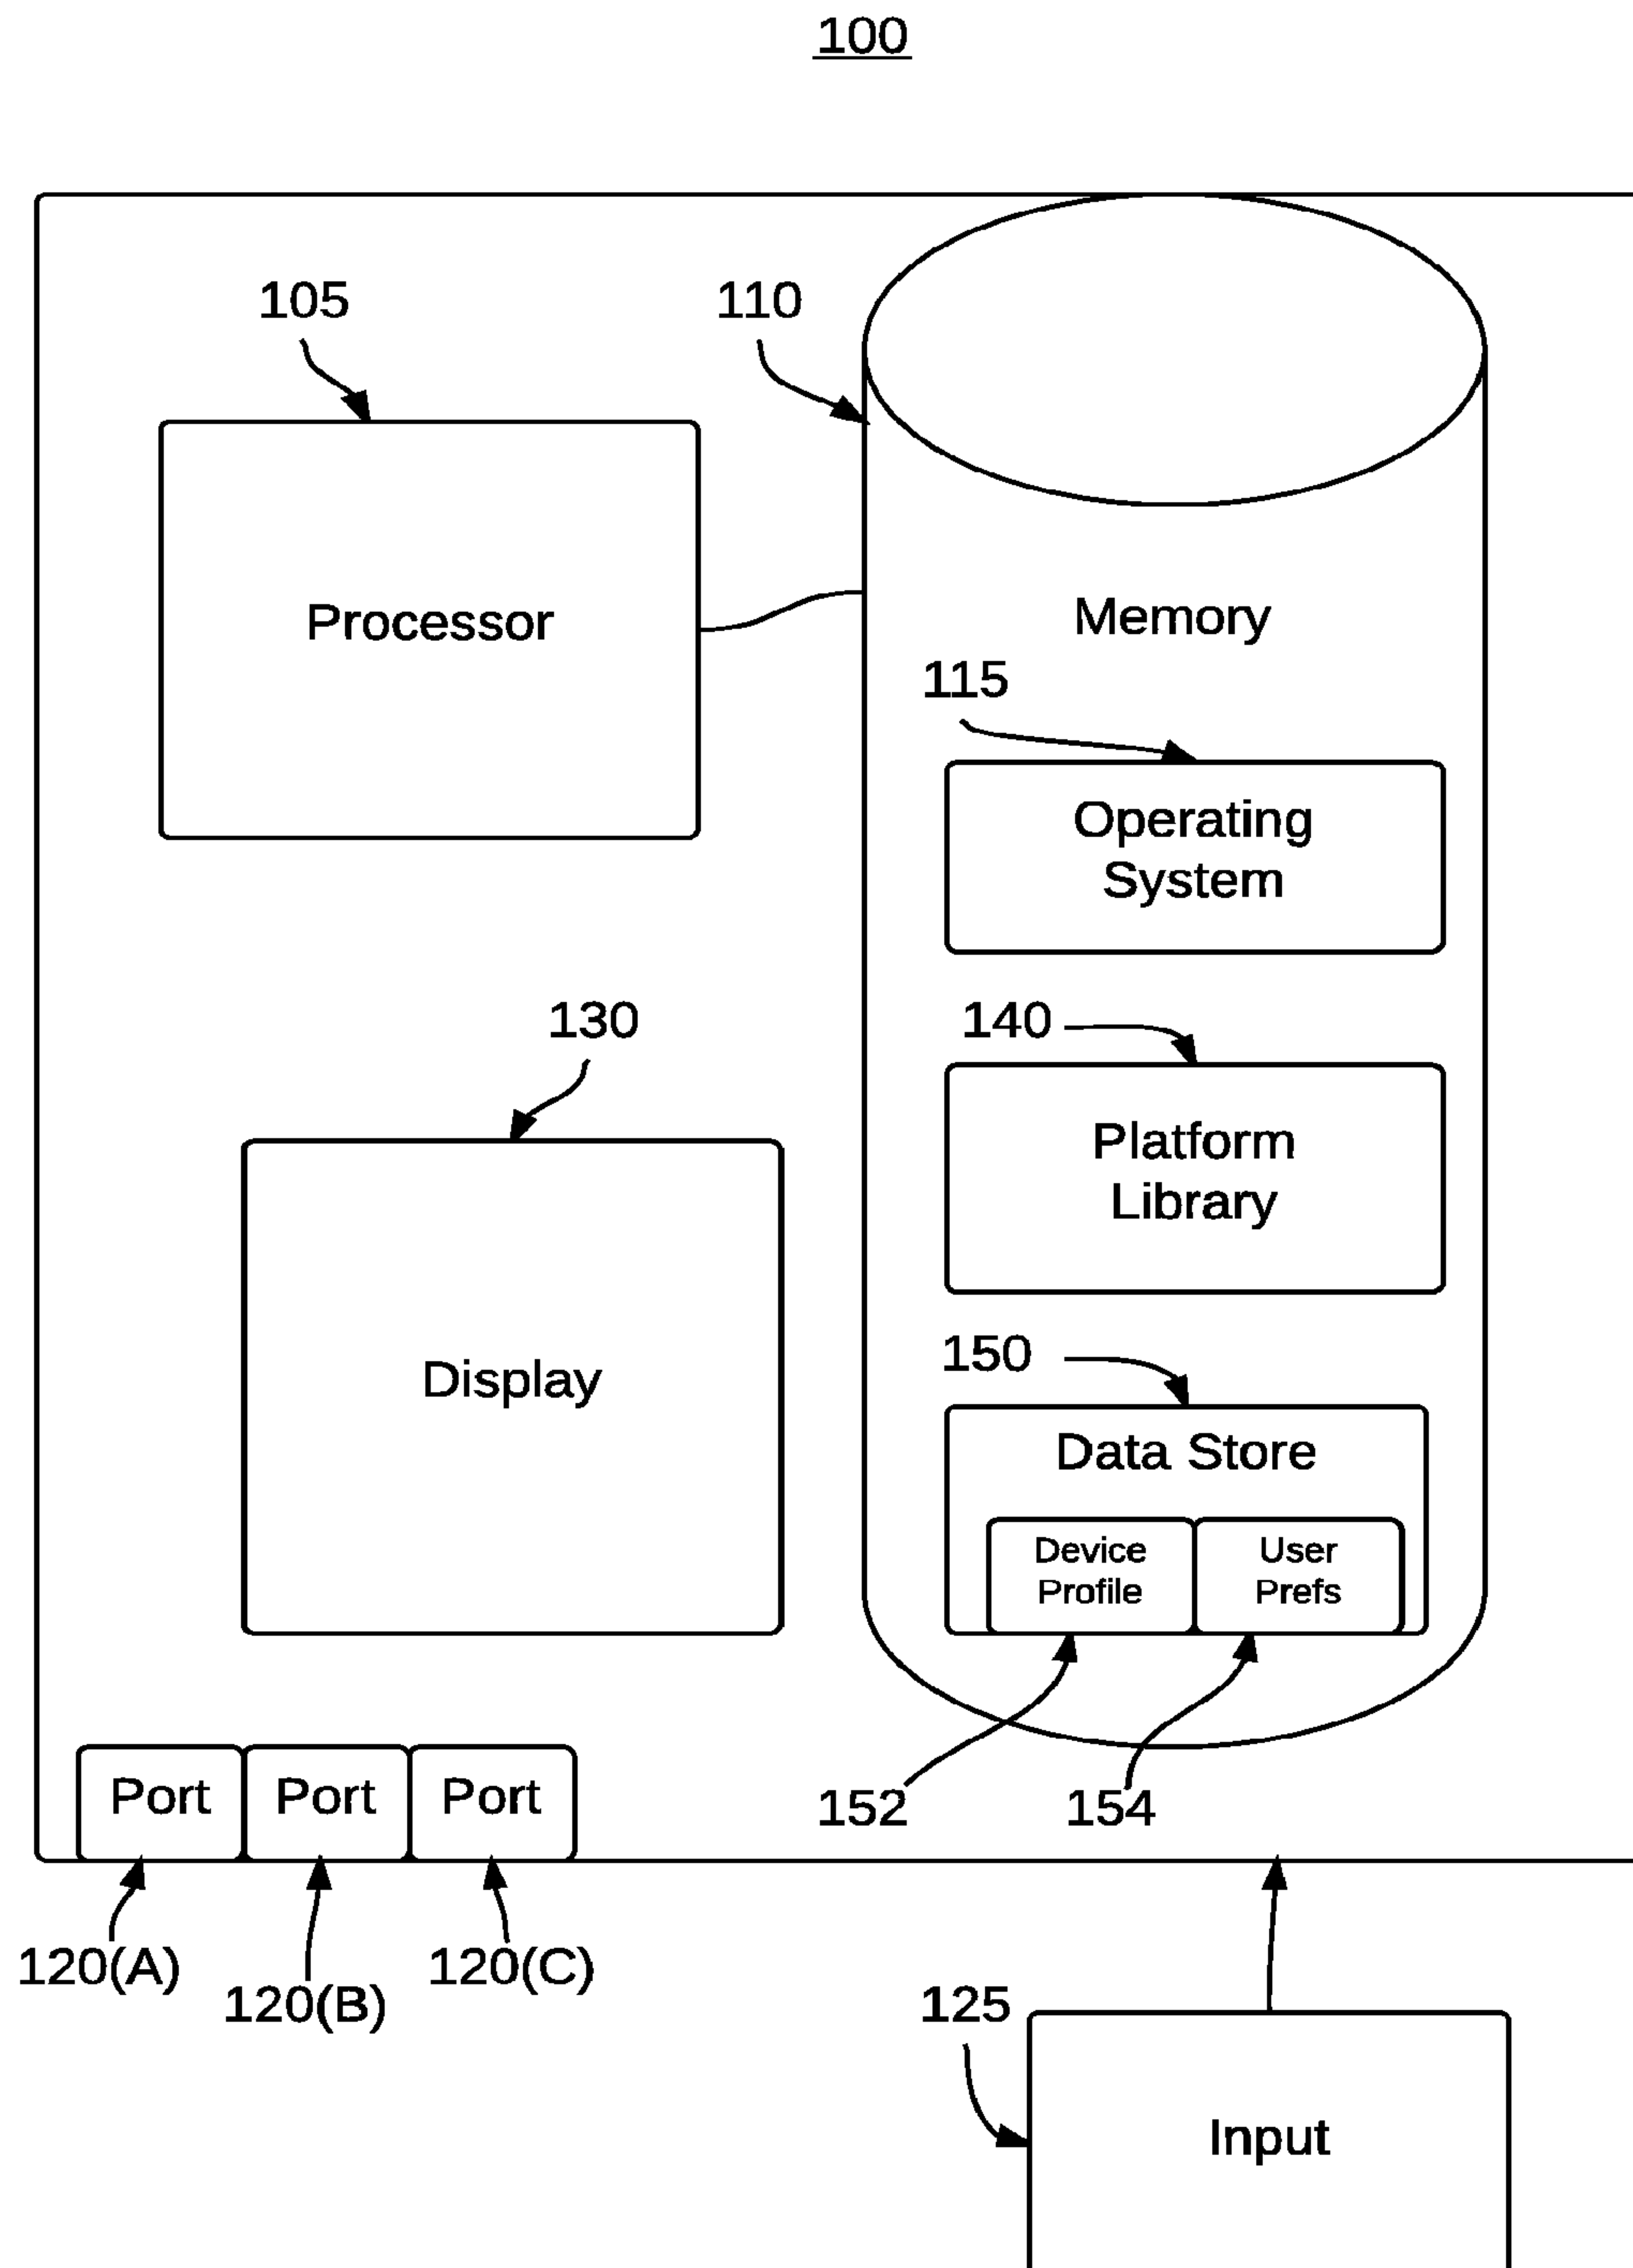 100
105
110
Processor
Memory
115
Operating
System
130
140
Platform
Library
Display
150
Data Store
Device
Profile
User
Prefs
Port
Port
Port
152
154
120(A)
120(B)
120(C)
125
Input